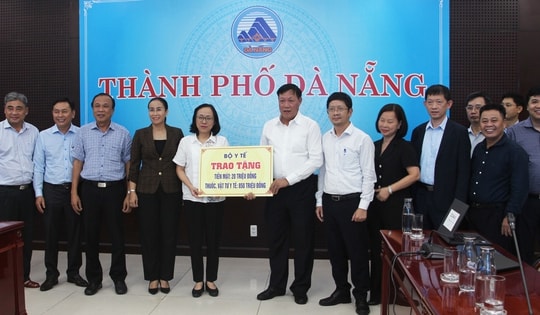 ĐÀ NẴNG
THÀNH PHỐ ĐÀ NẴNG
BỘ Y TẾ
TRAO TẶNG
TIỀN MẶT: 20 TRIỆU ĐỒNG
THUỐC, VẬT TƯ Y TẾ: 850 TRIỆU ĐỒNG